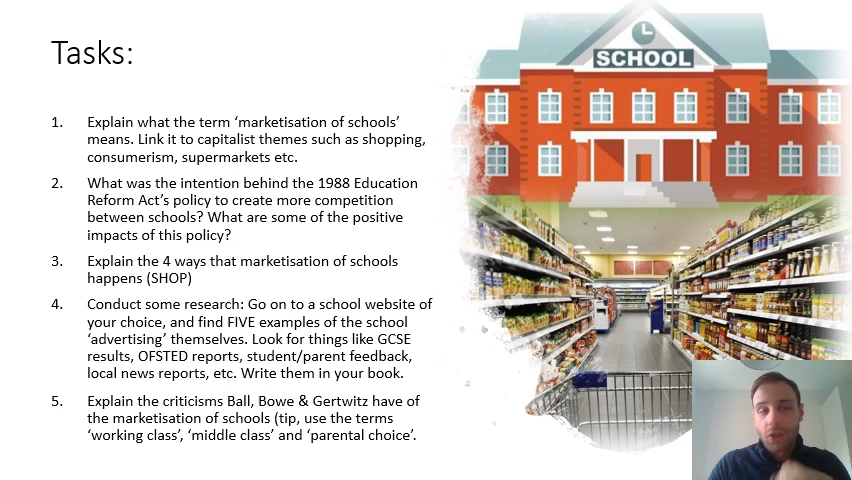 Tasks:
1. Explain what the term ‘marketisation of schools’
means. Link it to capitalist themes such as shopping,
consumerism, supermarkets etc.
2. What was the intention behind the 1988 Education
Reform Act’s policy to create more competition
between schools? What are some of the positive
impacts of this policy?
3. Explain the 4 ways that marketisation of schools
happens (SHOP)
4. Conduct some research: Go on to a school website of
your choice, and find FIVE examples of the school
‘advertising’ themselves. Look for things like GCSE
results, OFSTED reports, student/parent feedback,
local news reports, etc. Write them in your book.
5. Explain the criticisms Ball, Bowe & Gertwitz have of
the marketisation of schools (tip, use the terms
‘working class’, ‘middle class’ and ‘parental choice’.
SCHOOL